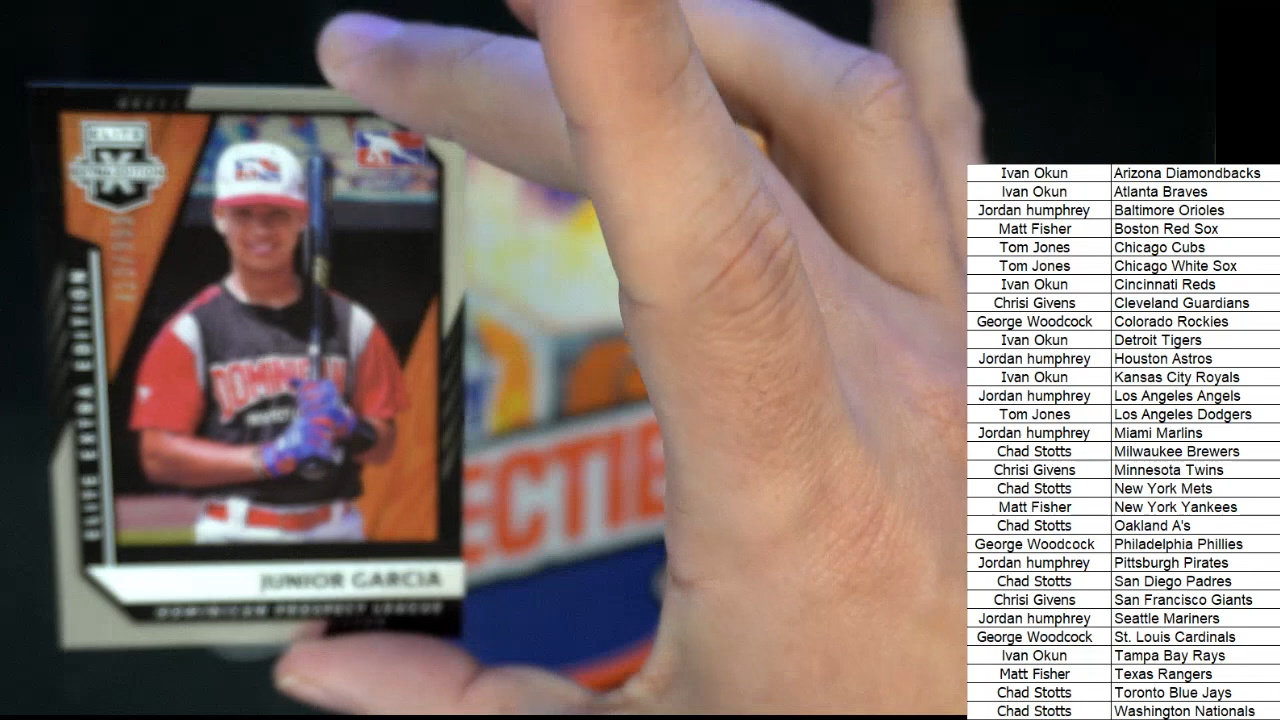 ELITE
EXTRA EDITION
ELITE EXTRA EDITION
DOMINICAN
JUNIOR GARCIA
DOMINICAN PROSPECT LEAGUE
Ivan Okun Arizona Diamondbacks
Ivan Okun Atlanta Braves
Jordan humphrey Baltimore Orioles
Matt Fisher Boston Red Sox
Tom Jones Chicago Cubs
Tom Jones Chicago White Sox
Ivan Okun Cincinnati Reds
Chrisi Givens Cleveland Guardians
George Woodcock Colorado Rockies
Ivan Okun Detroit Tigers
Jordan humphrey Houston Astros
Ivan Okun Kansas City Royals
Jordan humphrey Los Angeles Angels
Tom Jones Los Angeles Dodgers
Jordan humphrey Miami Marlins
Chad Stotts Milwaukee Brewers
Chrisi Givens Minnesota Twins
Chad Stotts New York Mets
Matt Fisher New York Yankees
Chad Stotts Oakland A's
George Woodcock Philadelphia Phillies
Jordan humphrey Pittsburgh Pirates
Chad Stotts San Diego Padres
Chrisi Givens San Francisco Giants
Jordan humphrey Seattle Mariners
George Woodcock St. Louis Cardinals
Ivan Okun Tampa Bay Rays
Matt Fisher Texas Rangers
Chad Stotts Toronto Blue Jays
Chad Stotts Washington Nationals